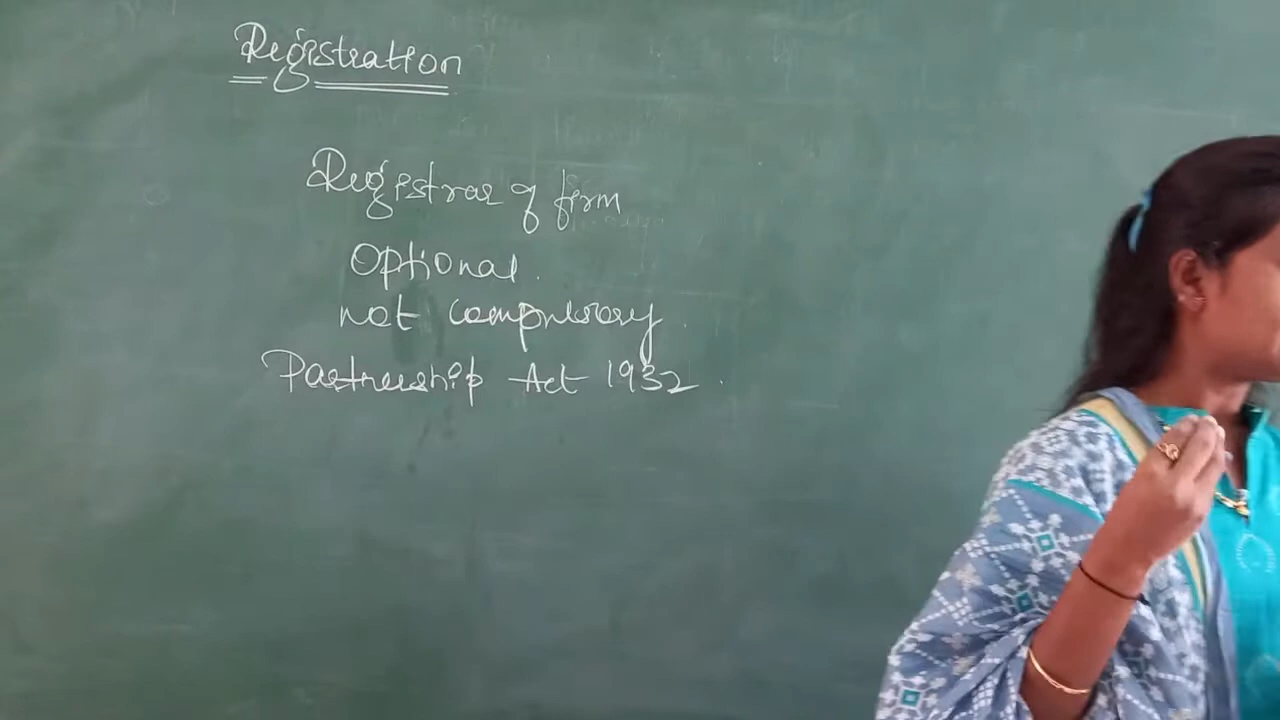 Registration
Registrar of firm
Optional.
not compulsory.
Partnership Act 1932.